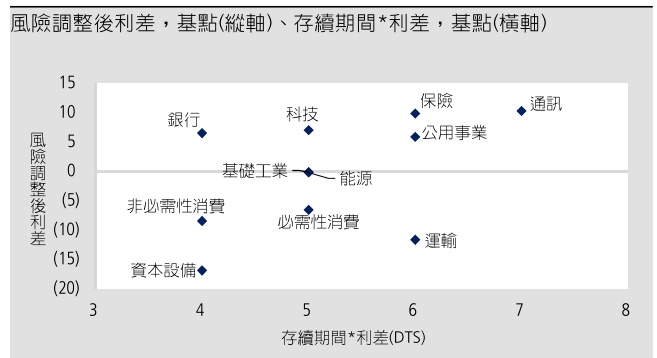 風險調整後利差，基點(縱軸)、存續期間*利差，基點(橫軸)
15
10
5
0
(5)
(10)
(15)
(20)
風險調整後利差
銀行
科技
保險
通訊
公用事業
基礎工業
能源
非必需性消費
必需性消費
運輸
資本設備
3
4
5
6
7
8
存續期間*利差(DTS)